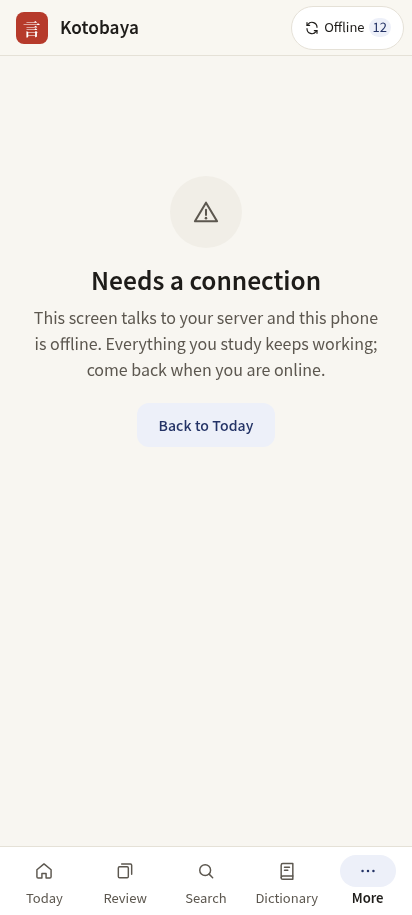 言 Kotobaya
Offline 12
Needs a connection
This screen talks to your server and this phone
is offline. Everything you study keeps working;
come back when you are online.
Back to Today
Today Review Search Dictionary More